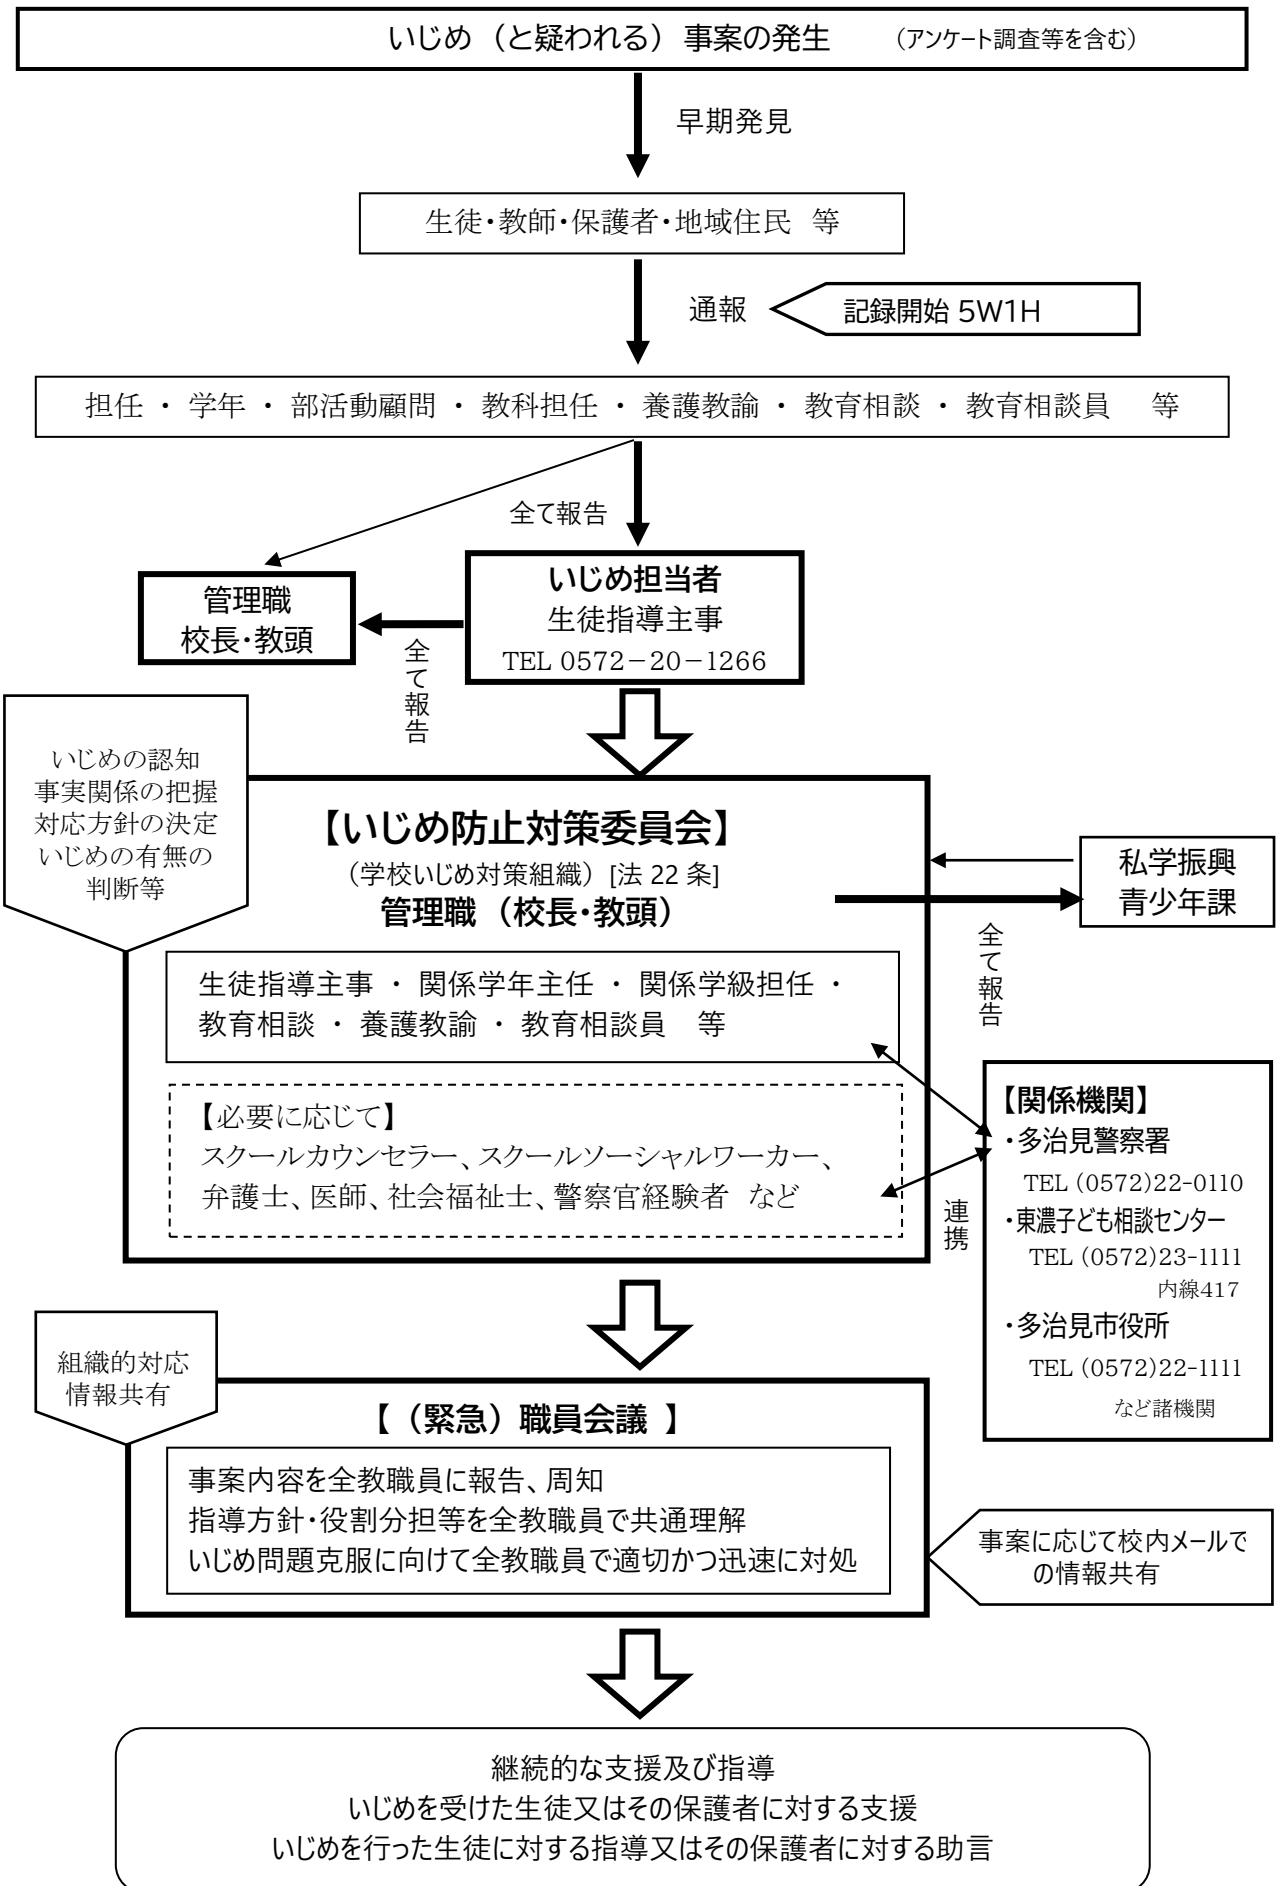 いじめ（と疑われる）事案の発生　（アンケート調査等を含む）
早期発見
生徒・教師・保護者・地域住民　等
通報
記録開始 5W1H
担任 ・ 学年 ・ 部活動顧問 ・ 教科担任 ・ 養護教諭 ・ 教育相談 ・ 教育相談員　等
全て報告
管理職
校長・教頭
いじめ担当者
生徒指導主事
TEL 0572－20－1266
全て報告
いじめの認知
事実関係の把握
対応方針の決定
いじめの有無の
判断等
【いじめ防止対策委員会】
（学校いじめ対策組織）[法 22 条]
管理職（校長・教頭）
私学振興
青少年課
全て報告
生徒指導主事 ・ 関係学年主任 ・ 関係学級担任 ・
教育相談 ・ 養護教諭 ・ 教育相談員　等
【必要に応じて】
スクールカウンセラー、スクールソーシャルワーカー、
弁護士、医師、社会福祉士、警察官経験者 など
連携
【関係機関】
・多治見警察署
TEL (0572)22-0110
・東濃子ども相談センター
TEL (0572)23-1111
内線417
・多治見市役所
TEL (0572)22-1111
など諸機関
組織的対応
情報共有
【（緊急）職員会議 】
事案内容を全教職員に報告、周知
指導方針・役割分担等を全教職員で共通理解
いじめ問題克服に向けて全教職員で適切かつ迅速に対処
事案に応じて校内メールで
の情報共有
継続的な支援及び指導
いじめを受けた生徒又はその保護者に対する支援
いじめを行った生徒に対する指導又はその保護者に対する助言